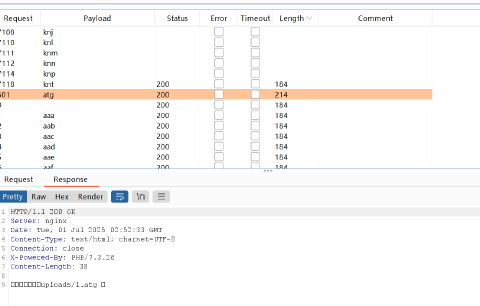 Request Payload Status Error Timeout Length Comment
7108 knj
7110 knl
7111 knm
7112 knn
7114 knp
7118 knt 200 184
601 atg 200 214
0 200 184
aaa 200 184
2 aab 200 184
3 aac 200 184
4 aad 200 184
5 aae 200 184
aaf 200 184
Request Response
Pretty Raw Hex Render \n
1 HTTP/1.1 200 OK
2 Server: nginx
3 Date: Tue, 01 Jul 2025 02:52:33 GMT
4 Content-Type: text/html; charset=UTF-8
5 Connection: close
6 X-Powered-By: PHP/7.3.26
7 Content-Length: 38
8
9 uploads/1.atg